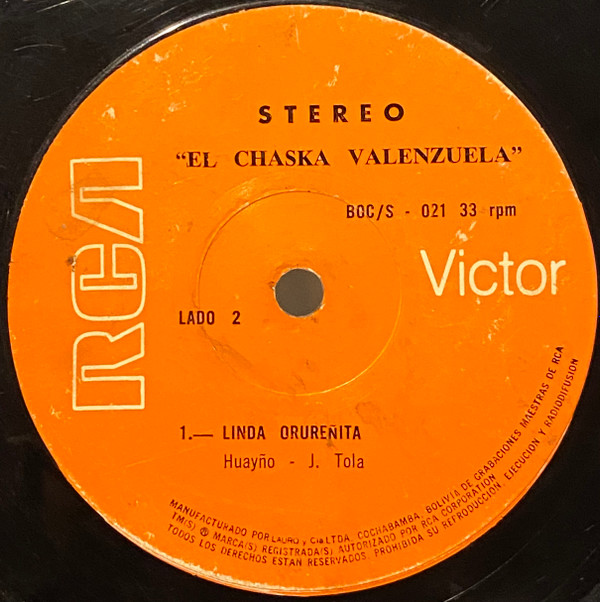 STEREO
"EL CHASKA VALENZUELA"
BOC/S - 021 33 rpm
RCA
Victor
LADO 2
1.— LINDA ORUREÑITA
Huayño - J. Tola
MANUFACTURADO POR LAURO y Cia LTDA, COCHABAMBA, BOLIVIA DE GRABACIONES MAESTRAS DE RCA
TM(S) ® MARCA(S) REGISTRADA(S) AUTORIZADO POR RCA CORPORATION
TODOS LOS DERECHOS ESTAN RESERVADOS. PROHIBIDA SU REPRODUCCION, EJECUCION Y RADIODIFUSION